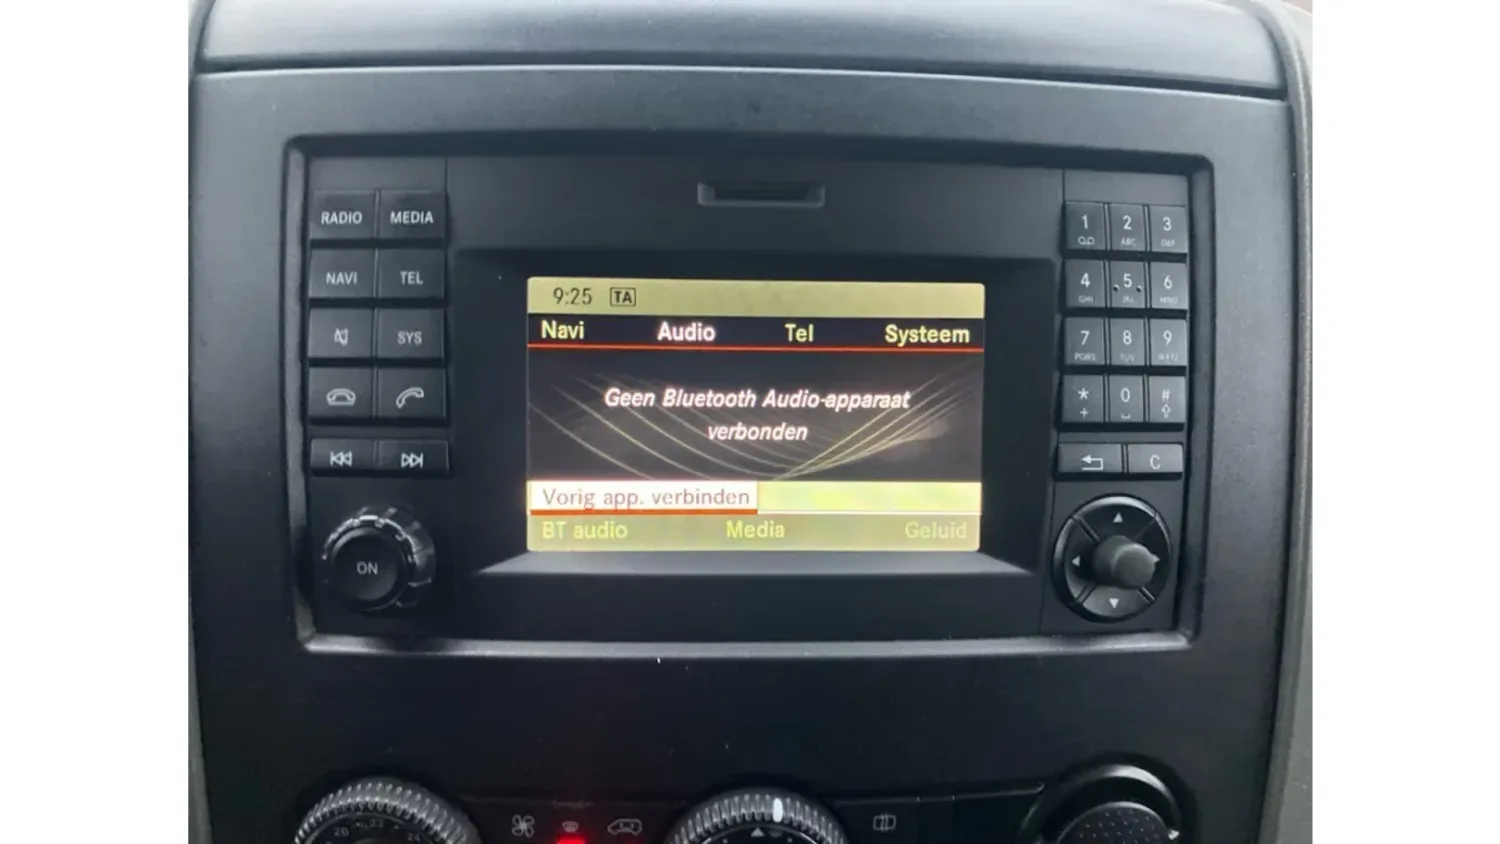 RADIO MEDIA
NAVI TEL
SYS
ON
9:25 TA
Navi Audio Tel Systeem
Geen Bluetooth Audio-apparaat
verbonden
Vorig app. verbinden
BT audio Media Geluid
1 2 3
ABC DEF
4 5 6
GHI JKL MNO
7 8 9
PQRS TUV WXYZ
* 0 #
+
C
20 22